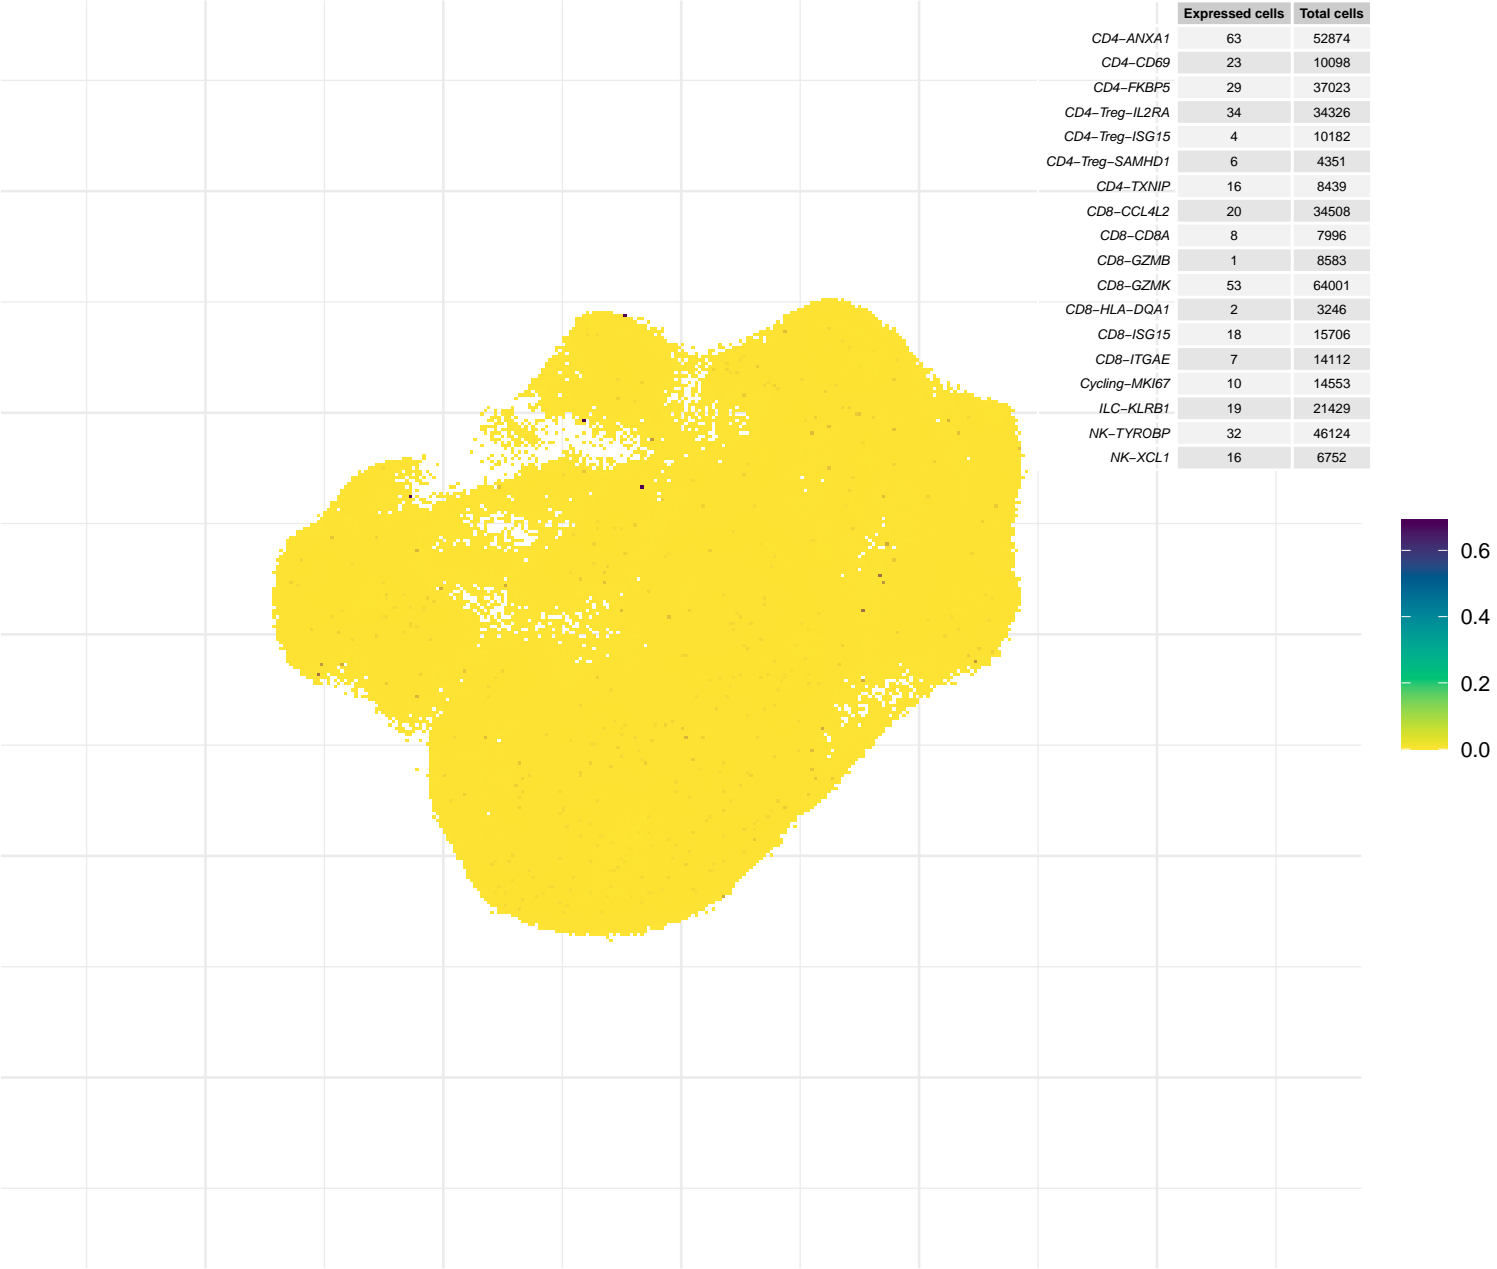 Expressed cells Total cells
CD4−ANXA1 63 52874
CD4−CD69 23 10098
CD4−FKBP5 29 37023
CD4−Treg−IL2RA 34 34326
CD4−Treg−ISG15 4 10182
CD4−Treg−SAMHD1 6 4351
CD4−TXNIP 16 8439
CD8−CCL4L2 20 34508
CD8−CD8A 8 7996
CD8−GZMB 1 8583
CD8−GZMK 53 64001
CD8−HLA−DQA1 2 3246
CD8−ISG15 18 15706
CD8−ITGAE 7 14112
Cycling−MKI67 10 14553
ILC−KLRB1 19 21429
NK−TYROBP 32 46124
NK−XCL1 16 6752
0.6
0.4
0.2
0.0